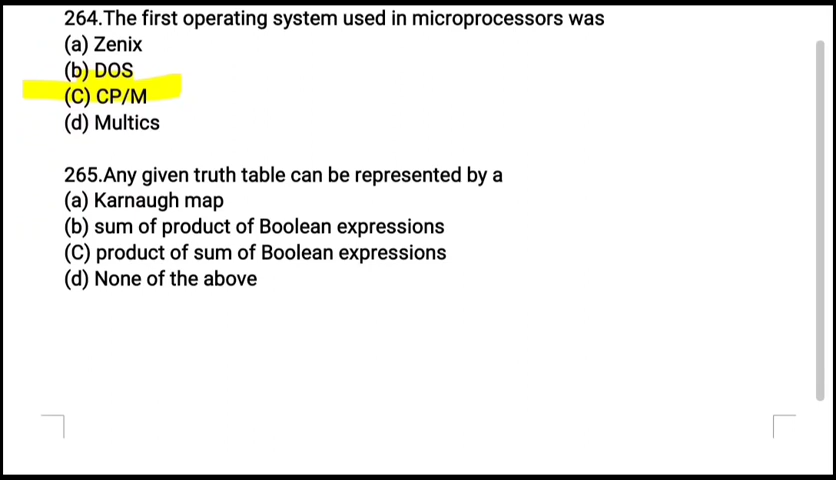 264.The first operating system used in microprocessors was
(a) Zenix
(b) DOS
(C) CP/M
(d) Multics
265.Any given truth table can be represented by a
(a) Karnaugh map
(b) sum of product of Boolean expressions
(C) product of sum of Boolean expressions
(d) None of the above